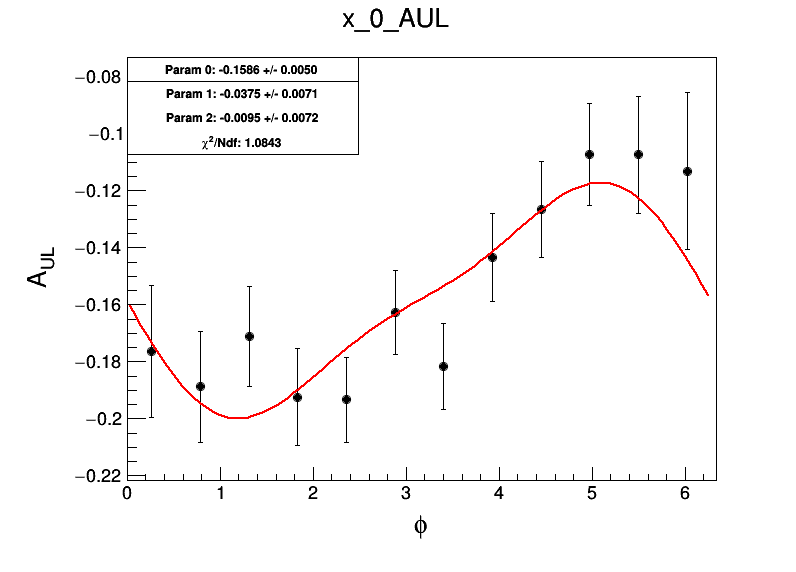 x_0_AUL
Param 0: -0.1586 +/- 0.0050
Param 1: -0.0375 +/- 0.0071
Param 2: -0.0095 +/- 0.0072
χ²/Ndf: 1.0843
−0.08
−0.1
−0.12
−0.14
−0.16
−0.18
−0.2
−0.22
A_UL
0 1 2 3 4 5 6
ϕ